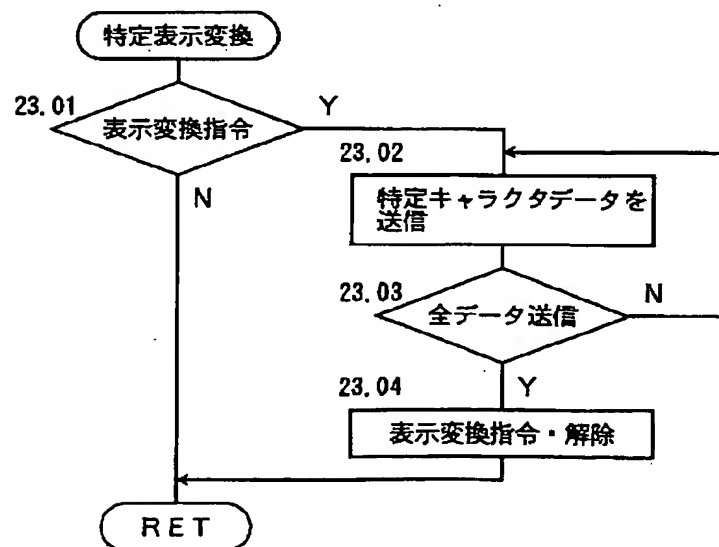 特定表示変換
23.01
Y
表示変換指令
23.02
N
特定キャラクタデータを
送信
23.03
N
全データ送信
23.04
Y
表示変換指令・解除
RET